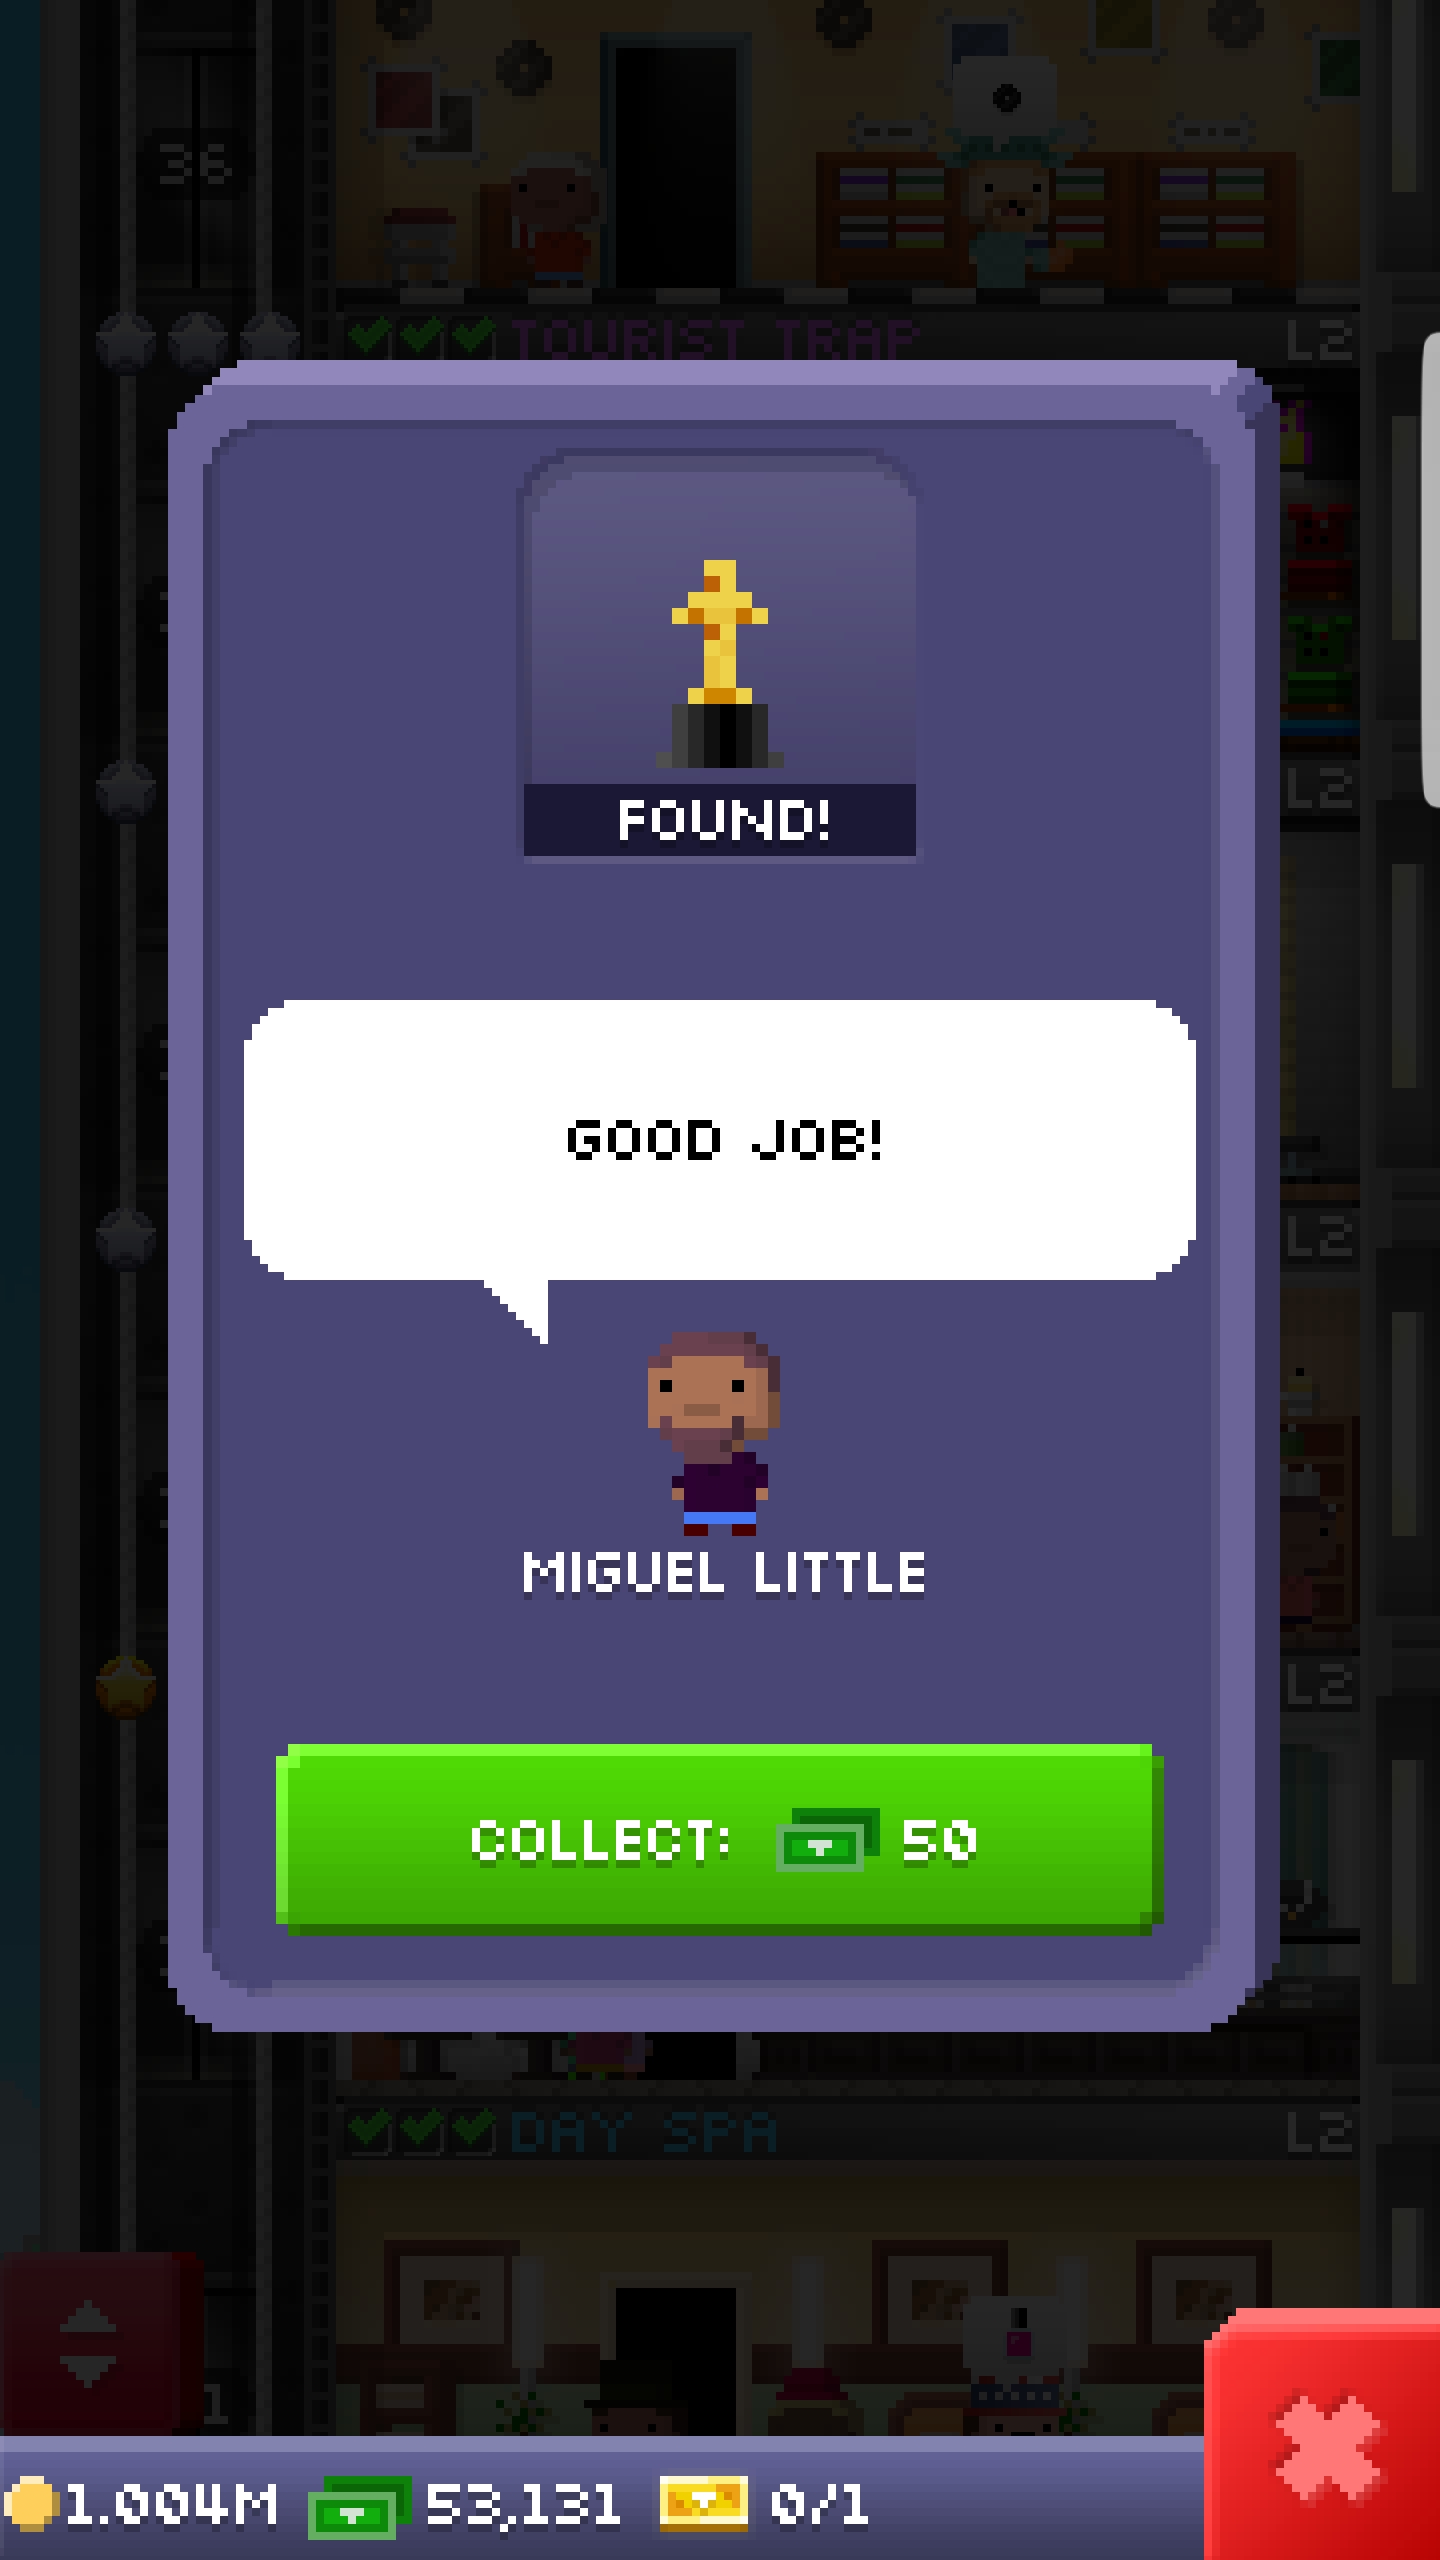 36
TOURIST TRAP L2
L2
FOUND!
GOOD JOB!
L2
MIGUEL LITTLE
L2
COLLECT: 50
DAY SPA L2
1.004M 53,131 0/1